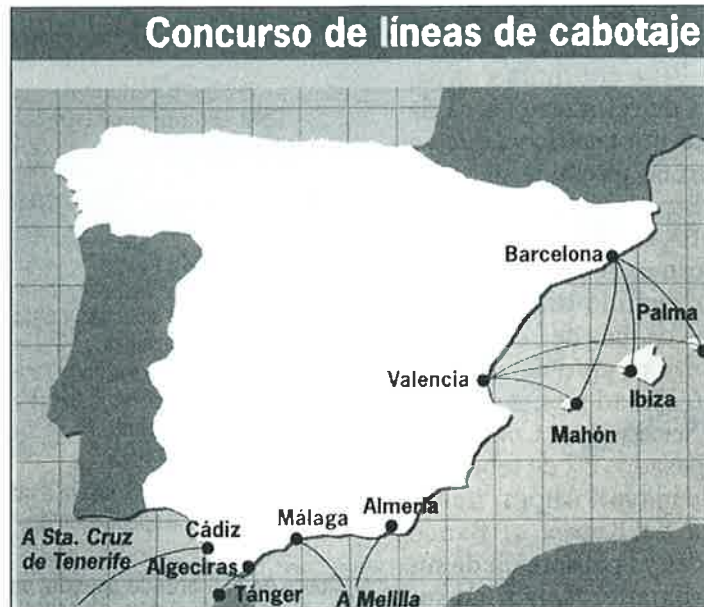 Concurso de líneas de cabotaje
Barcelona
Palma
Valencia
Ibiza
Mahón
Almería
Málaga
Cádiz
A Sta. Cruz
de Tenerife
Algeciras
Tánger
A Melilla